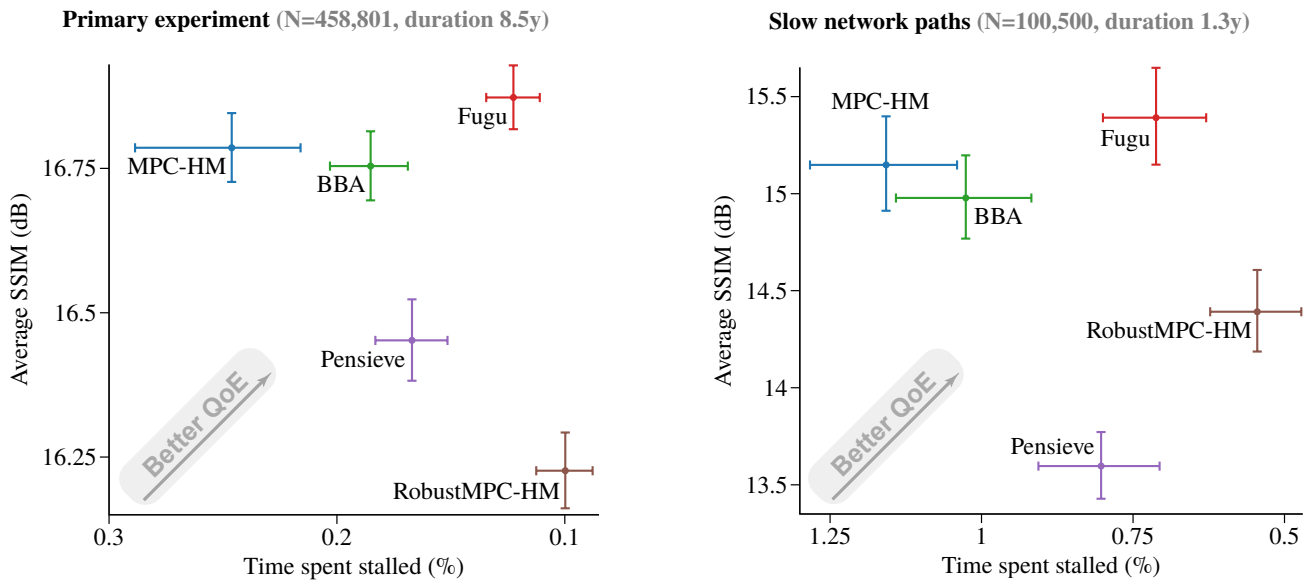 Primary experiment (N=458,801, duration 8.5y)
Average SSIM (dB)
16.75
16.5
16.25
MPC-HM
BBA
Fugu
Pensieve
RobustMPC-HM
Better QoE
0.3
0.2
0.1
Time spent stalled (%)
Slow network paths (N=100,500, duration 1.3y)
Average SSIM (dB)
15.5
15
14.5
14
13.5
MPC-HM
Fugu
BBA
RobustMPC-HM
Pensieve
Better QoE
1.25
1
0.75
0.5
Time spent stalled (%)